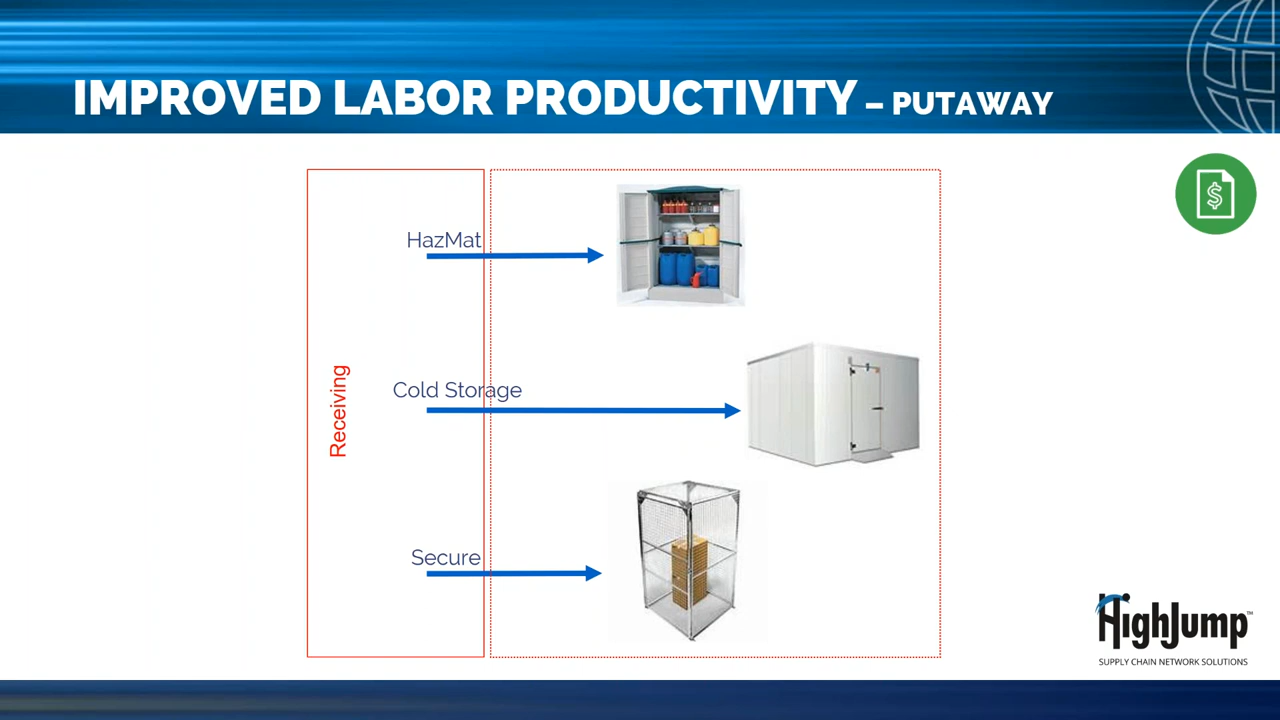 IMPROVED LABOR PRODUCTIVITY – PUTAWAY
$
HazMat
Receiving
Cold Storage
Secure
HighJump™
SUPPLY CHAIN NETWORK SOLUTIONS